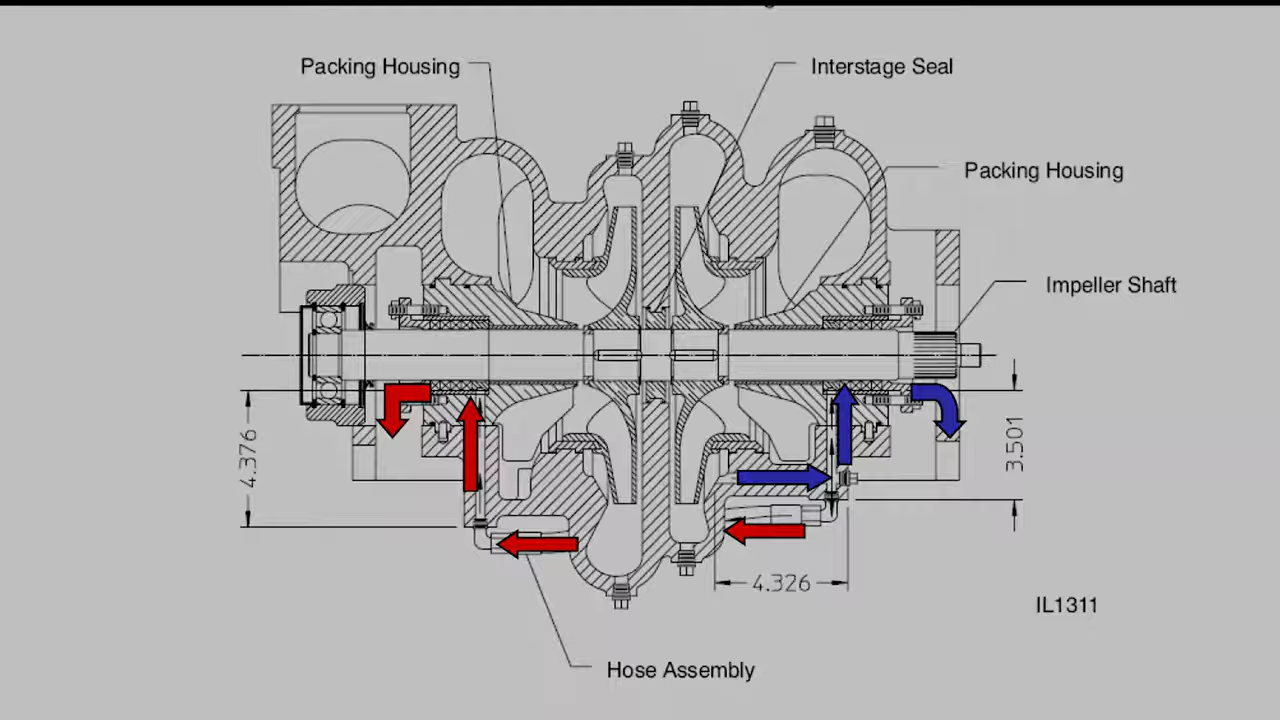 Packing Housing
Interstage Seal
Packing Housing
Impeller Shaft
4.376
3.501
4.326
IL1311
Hose Assembly